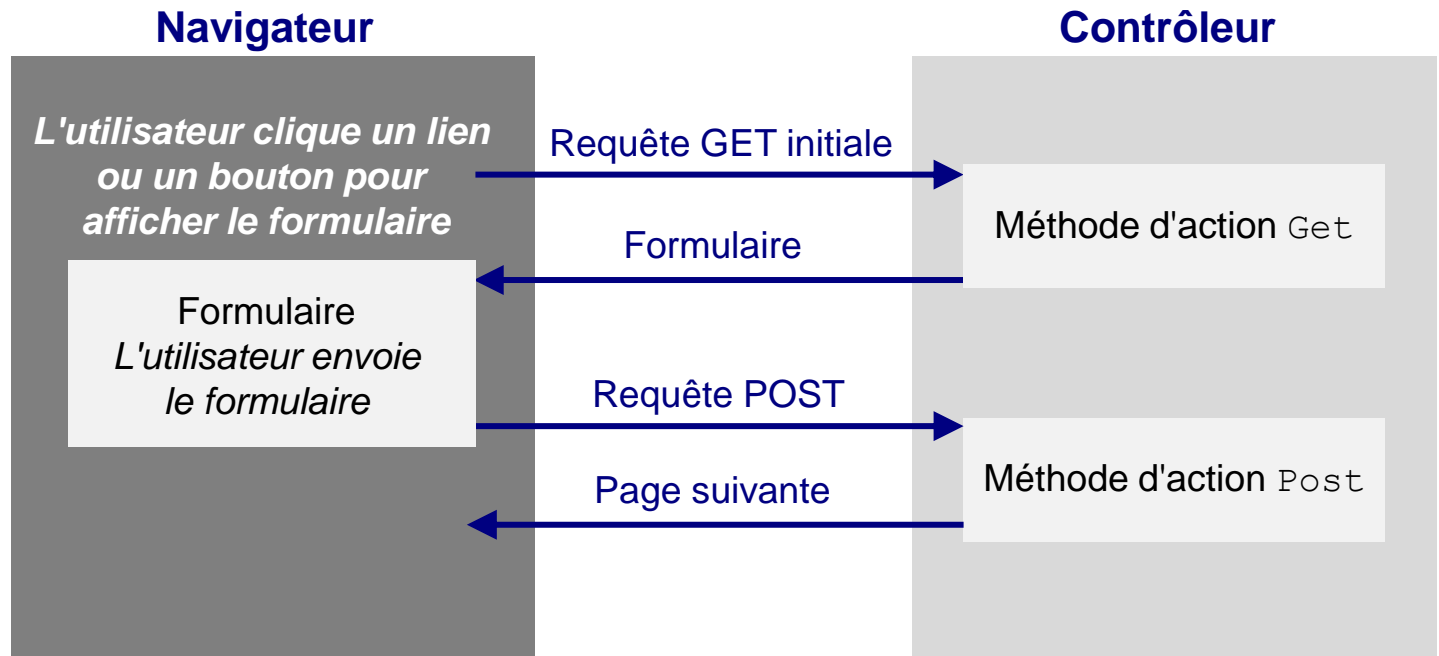 Navigateur
Contrôleur
L'utilisateur clique un lien
ou un bouton pour
afficher le formulaire
Requête GET initiale
Méthode d'action Get
Formulaire
Formulaire
L'utilisateur envoie
le formulaire
Requête POST
Méthode d'action Post
Page suivante